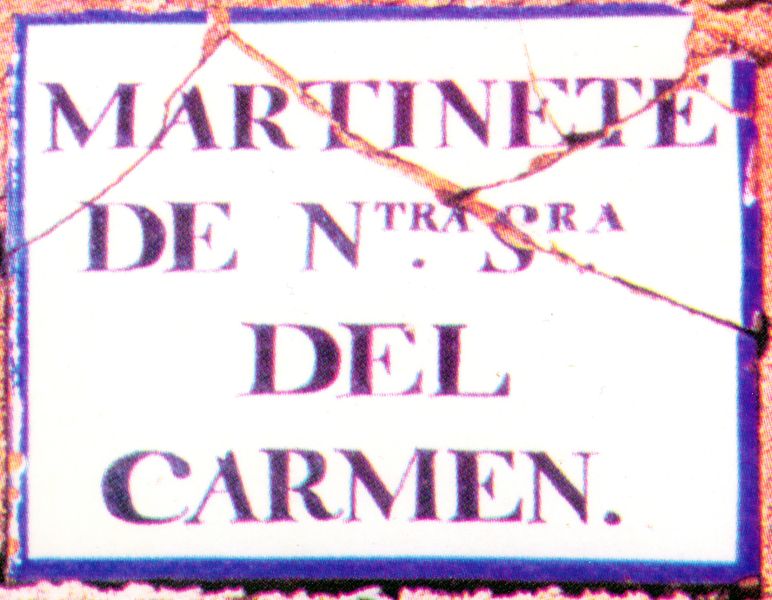 MARTINETE
DE N.TRA S.RA
DEL
CARMEN.